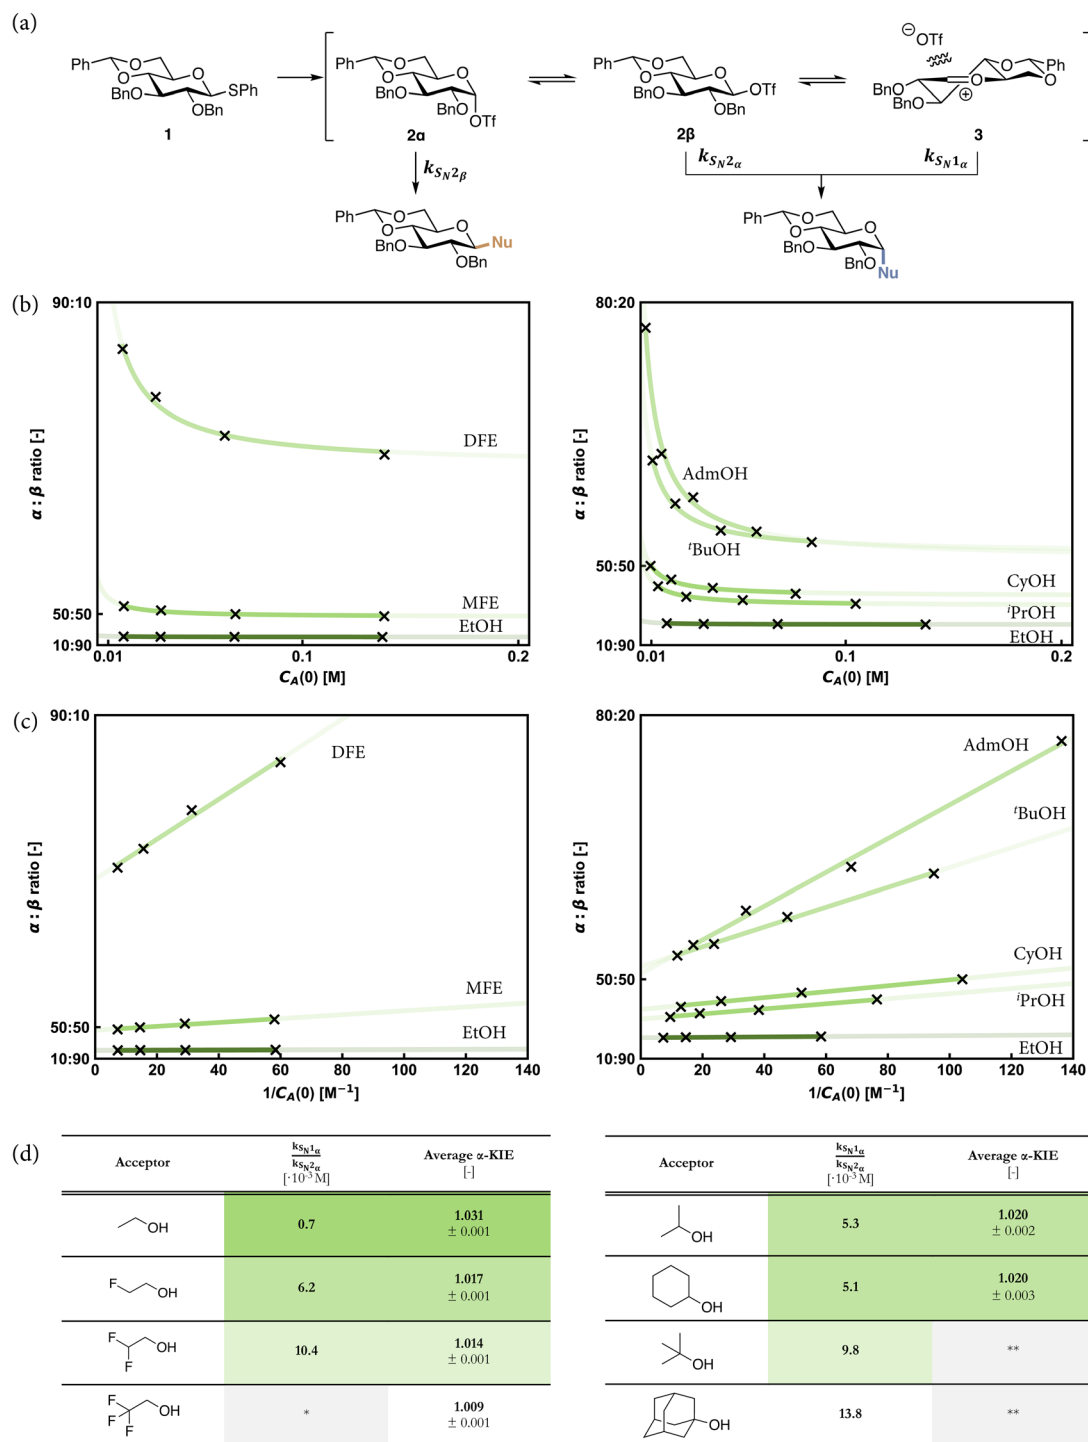 (a)
⊖OTf
Ph O O O SPh BnO OBn
Ph O O O BnO BnO OTf
Ph O O O OTf BnO OBn
BnO BnO O ⊕ O O Ph
1
2α
2β
3
k_{S_N2_β}
k_{S_N2_α}
k_{S_N1_α}
Ph O O O Nu BnO OBn
Ph O O O BnO BnO Nu
(b)
90:10
50:50
10:90
α : β ratio [-]
DFE
MFE
EtOH
0.01
0.1
0.2
C_A(0) [M]
80:20
50:50
10:90
α : β ratio [-]
AdmOH
tBuOH
CyOH
iPrOH
EtOH
0.01
0.1
0.2
C_A(0) [M]
(c)
90:10
50:50
10:90
α : β ratio [-]
DFE
MFE
EtOH
0 20 40 60 80 100 120 140
1/C_A(0) [M⁻¹]
80:20
50:50
10:90
α : β ratio [-]
AdmOH
tBuOH
CyOH
iPrOH
EtOH
0 20 40 60 80 100 120 140
1/C_A(0) [M⁻¹]
(d)
Acceptor
k_{S_N1_α}
k_{S_N2_α}
[·10⁻³ M]
Average α-KIE
[-]
OH
0.7
1.031
± 0.001
F OH
6.2
1.017
± 0.001
F OH F
10.4
1.014
± 0.001
F F F OH
*
1.009
± 0.001
Acceptor
k_{S_N1_α}
k_{S_N2_α}
[·10⁻³ M]
Average α-KIE
[-]
OH
5.3
1.020
± 0.002
OH
5.1
1.020
± 0.003
OH
9.8
**
OH
13.8
**